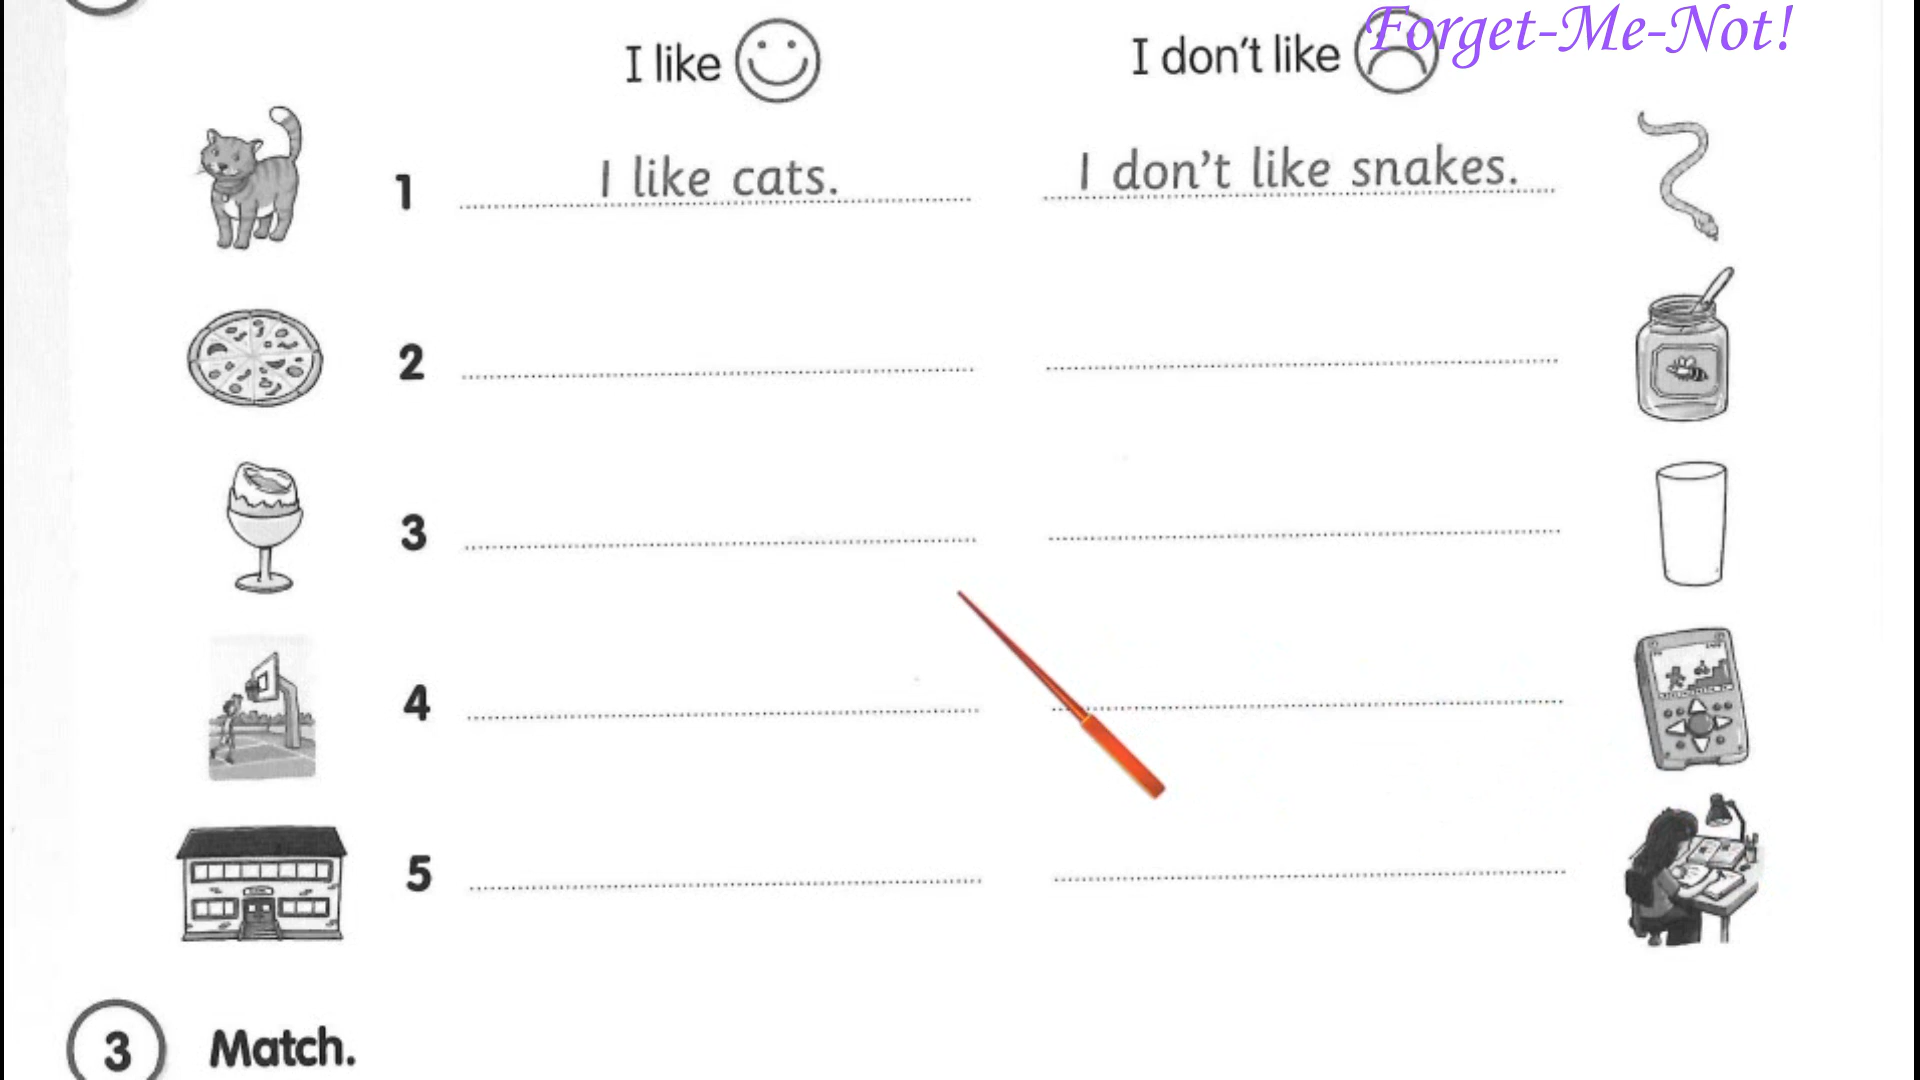 I like
I don't like
Forget-Me-Not!
1 I like cats. I don't like snakes.
2
3
4
5
3 Match.